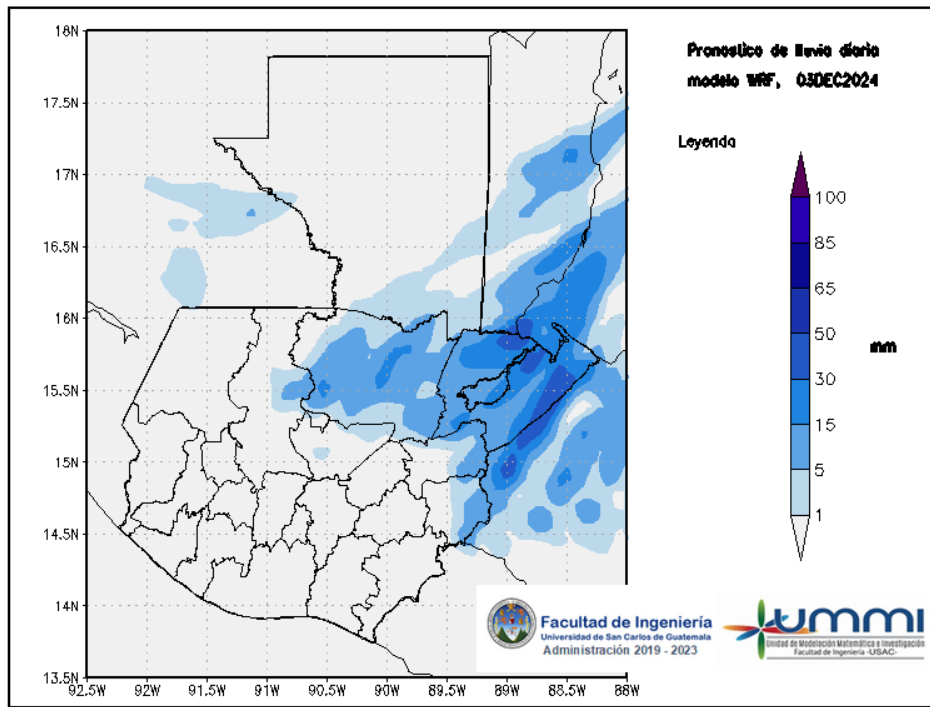 Pronostico de lluvia diaria
modelo WRF, 03DEC2024
Leyenda
100
85
65
50
30
15
5
1
mm
18N
17.5N
17N
16.5N
16N
15.5N
15N
14.5N
14N
13.5N
92.5W 92W 91.5W 91W 90.5W 90W 89.5W 89W 88.5W 88W
Facultad de Ingeniería
Universidad de San Carlos de Guatemala
Administración 2019 - 2023
UMMI
Unidad de Modelación Matemática e Investigación
Facultad de Ingeniería -USAC-